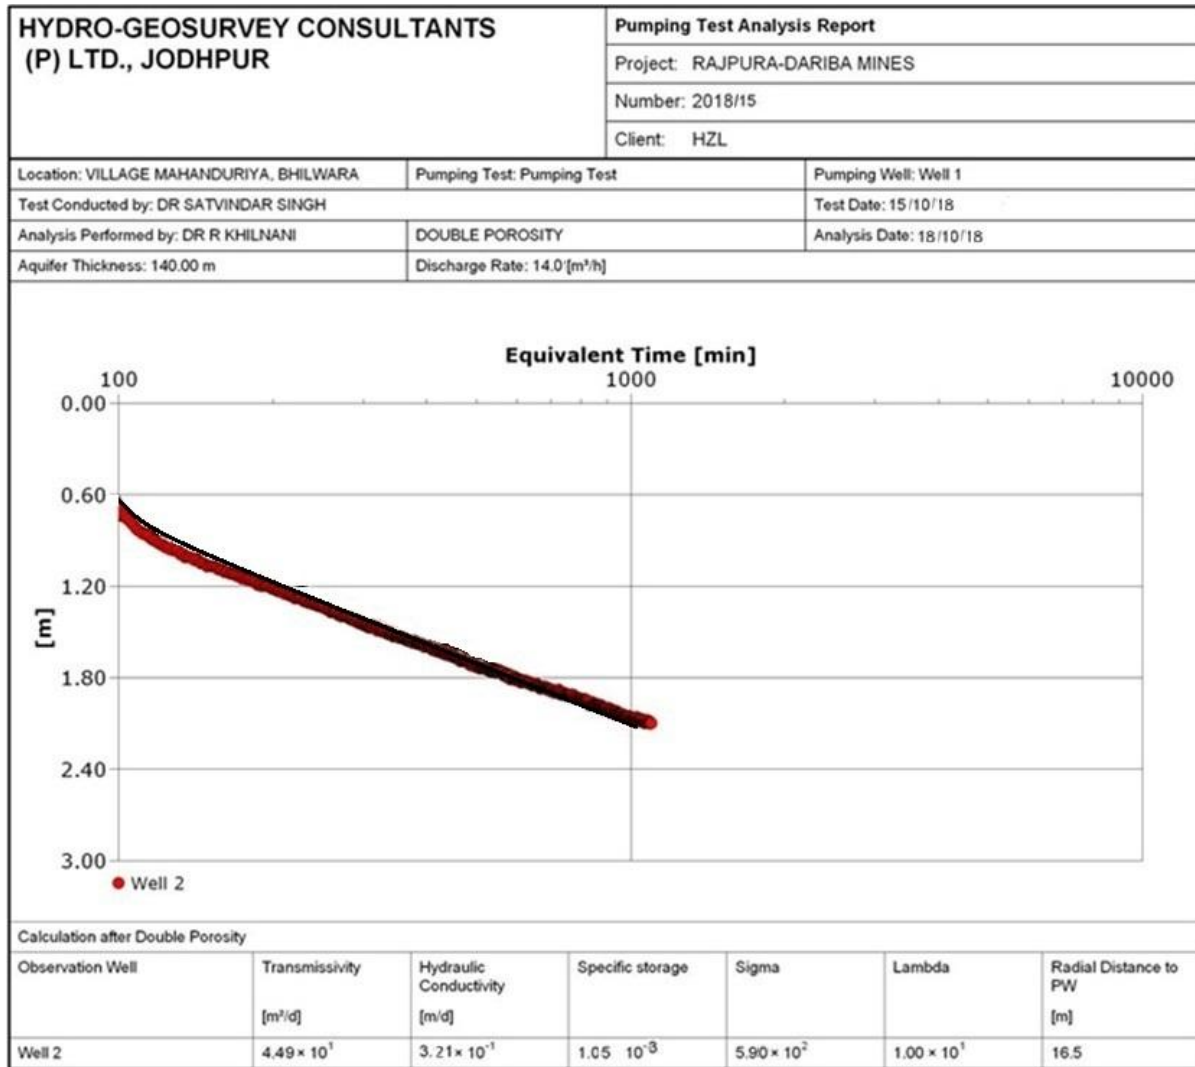 HYDRO-GEOSURVEY CONSULTANTS
(P) LTD., JODHPUR
Pumping Test Analysis Report
Project: RAJPURA-DARIBA MINES
Number: 2018/15
Client: HZL
Location: VILLAGE MAHANDURIYA, BHILWARA
Pumping Test: Pumping Test
Pumping Well: Well 1
Test Conducted by: DR SATVINDAR SINGH
Test Date: 15/10/18
Analysis Performed by: DR R KHILNANI
DOUBLE POROSITY
Analysis Date: 18/10/18
Aquifer Thickness: 140.00 m
Discharge Rate: 14.0 [m³/h]
Equivalent Time [min]
100
1000
10000
0.00
0.60
1.20
[m]
1.80
2.40
3.00
Well 2
Calculation after Double Porosity
Observation Well
Transmissivity
[m²/d]
Hydraulic
Conductivity
[m/d]
Specific storage
Sigma
Lambda
Radial Distance to
PW
[m]
Well 2
4.49 × 10¹
3.21 × 10⁻¹
1.05 10⁻³
5.90 × 10²
1.00 × 10¹
16.5